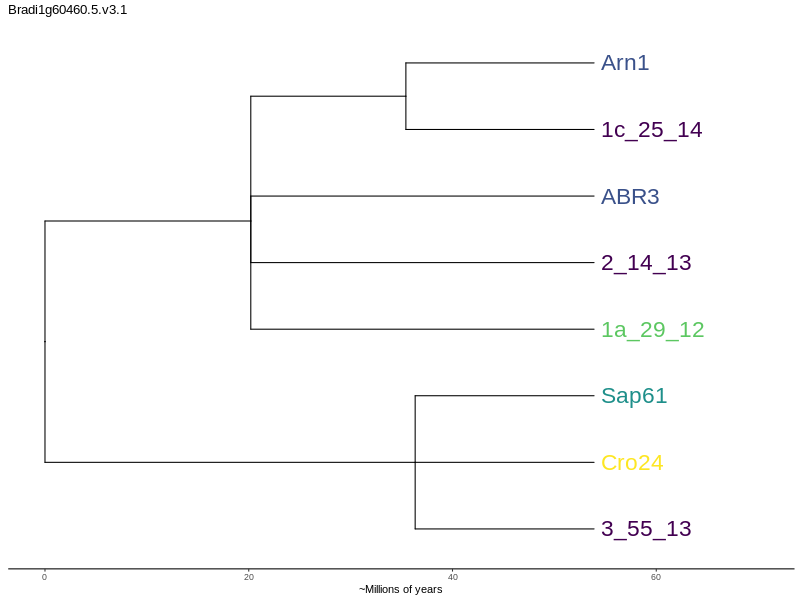 Bradi1g60460.5.v3.1
Arn1
1c_25_14
ABR3
2_14_13
1a_29_12
Sap61
Cro24
3_55_13
0 20 40 60
~Millions of years